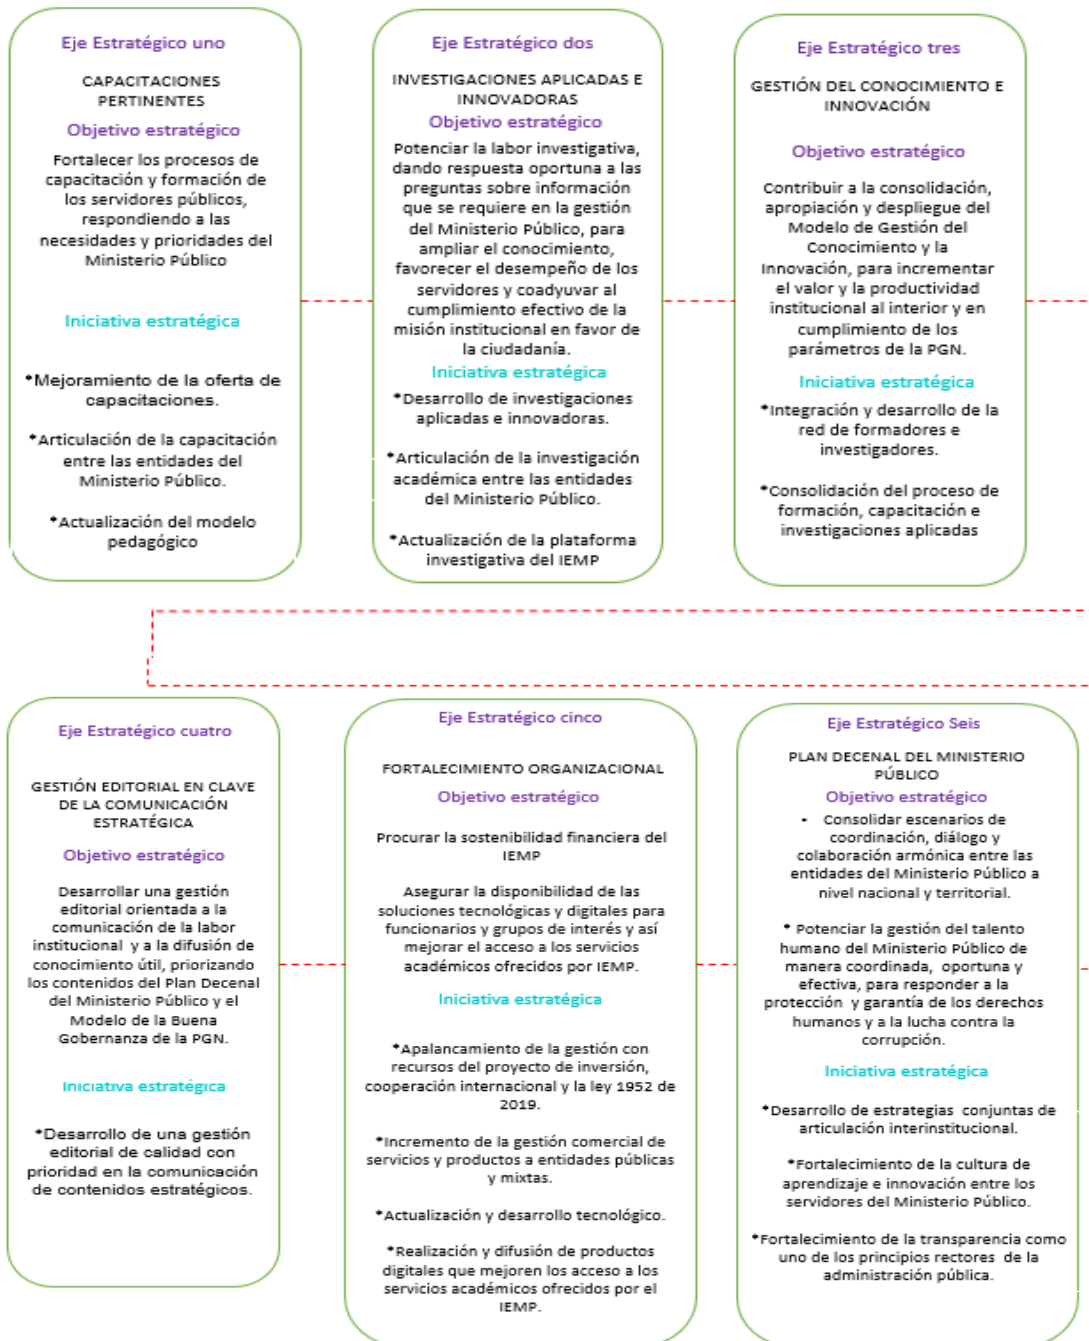 Eje Estratégico uno
CAPACITACIONES
PERTINENTES
Objetivo estratégico
Fortalecer los procesos de
capacitación y formación de
los servidores públicos,
respondiendo a las
necesidades y prioridades del
Ministerio Público
Iniciativa estratégica
*Mejoramiento de la oferta de
capacitaciones.
*Articulación de la capacitación
entre las entidades del
Ministerio Público.
*Actualización del modelo
pedagógico
Eje Estratégico dos
INVESTIGACIONES APLICADAS E
INNOVADORAS
Objetivo estratégico
Potenciar la labor investigativa,
dando respuesta oportuna a las
preguntas sobre información
que se requiere en la gestión
del Ministerio Público, para
ampliar el conocimiento,
favorecer el desempeño de los
servidores y coadyuvar al
cumplimiento efectivo de la
misión institucional en favor de
la ciudadanía.
Iniciativa estratégica
*Desarrollo de investigaciones
aplicadas e innovadoras.
*Articulación de la investigación
académica entre las entidades
del Ministerio Público.
*Actualización de la plataforma
investigativa del IEMP
Eje Estratégico tres
GESTIÓN DEL CONOCIMIENTO E
INNOVACIÓN
Objetivo estratégico
Contribuir a la consolidación,
apropiación y despliegue del
Modelo de Gestión del
Conocimiento y la
Innovación, para incrementar
el valor y la productividad
institucional al interior y en
cumplimiento de los
parámetros de la PGN.
Iniciativa estratégica
*Integración y desarrollo de la
red de formadores e
investigadores.
*Consolidación del proceso de
formación, capacitación e
investigaciones aplicadas
Eje Estratégico cuatro
GESTIÓN EDITORIAL EN CLAVE
DE LA COMUNICACIÓN
ESTRATÉGICA
Objetivo estratégico
Desarrollar una gestión
editorial orientada a la
comunicación de la labor
institucional y a la difusión de
conocimiento útil, priorizando
los contenidos del Plan Decenal
del Ministerio Público y el
Modelo de la Buena
Gobernanza de la PGN.
Iniciativa estratégica
*Desarrollo de una gestión
editorial de calidad con
prioridad en la comunicación
de contenidos estratégicos.
Eje Estratégico cinco
FORTALECIMIENTO ORGANIZACIONAL
Objetivo estratégico
Procurar la sostenibilidad financiera del
IEMP
Asegurar la disponibilidad de las
soluciones tecnológicas y digitales para
funcionarios y grupos de interés y así
mejorar el acceso a los servicios
académicos ofrecidos por IEMP.
Iniciativa estratégica
*Apalancamiento de la gestión con
recursos del proyecto de inversión,
cooperación internacional y la ley 1952 de
2019.
*Incremento de la gestión comercial de
servicios y productos a entidades públicas
y mixtas.
*Actualización y desarrollo tecnológico.
*Realización y difusión de productos
digitales que mejoren los acceso a los
servicios académicos ofrecidos por el
IEMP.
Eje Estratégico Seis
PLAN DECENAL DEL MINISTERIO
PÚBLICO
Objetivo estratégico
- Consolidar escenarios de
coordinación, diálogo y
colaboración armónica entre las
entidades del Ministerio Público a
nivel nacional y territorial.
* Potenciar la gestión del talento
humano del Ministerio Público de
manera coordinada, oportuna y
efectiva, para responder a la
protección y garantía de los derechos
humanos y a la lucha contra la
corrupción.
Iniciativa estratégica
*Desarrollo de estrategias conjuntas de
articulación interinstitucional.
*Fortalecimiento de la cultura de
aprendizaje e innovación entre los
servidores del Ministerio Público.
*Fortalecimiento de la transparencia como
uno de los principios rectores de la
administración pública.